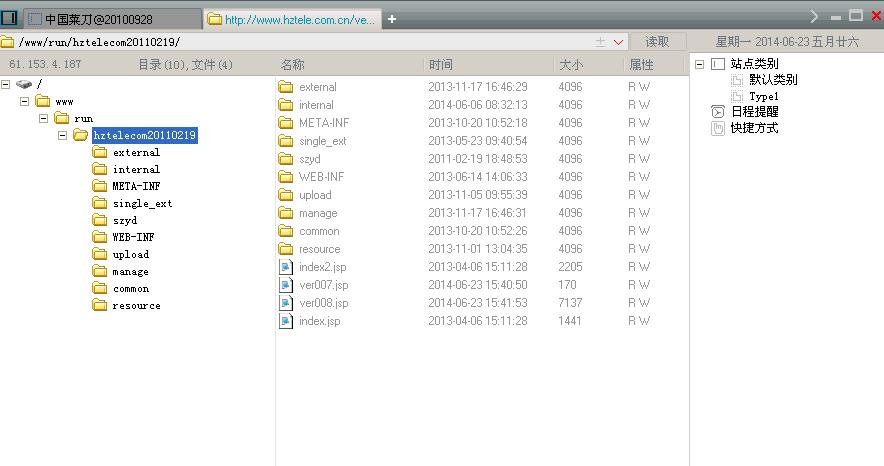 中国菜刀@20100928
http://www.hztele.com.cn/ve...
/www/run/hztelecom20110219/
读取
星期一 2014-06-23 五月廿六
61.153.4.187 目录(10),文件(4)
名称 时间 大小 属性
/
www
run
hztelecom20110219
external
internal
META-INF
single_ext
szyd
WEB-INF
upload
manage
common
resource
external 2013-11-17 16:46:29 4096 R W
internal 2014-06-06 08:32:13 4096 R W
META-INF 2013-10-20 10:52:18 4096 R W
single_ext 2013-05-23 09:40:54 4096 R W
szyd 2011-02-19 18:48:53 4096 R W
WEB-INF 2013-06-14 14:06:33 4096 R W
upload 2013-11-05 09:55:39 4096 R W
manage 2013-11-17 16:46:31 4096 R W
common 2013-10-20 10:52:26 4096 R W
resource 2013-11-01 13:04:35 4096 R W
index2.jsp 2013-04-06 15:11:28 2205 R W
ver007.jsp 2014-06-23 15:40:50 170 R W
ver008.jsp 2014-06-23 15:41:53 7137 R W
index.jsp 2013-04-06 15:11:28 1441 R W
站点类别
默认类别
Type1
日程提醒
快捷方式